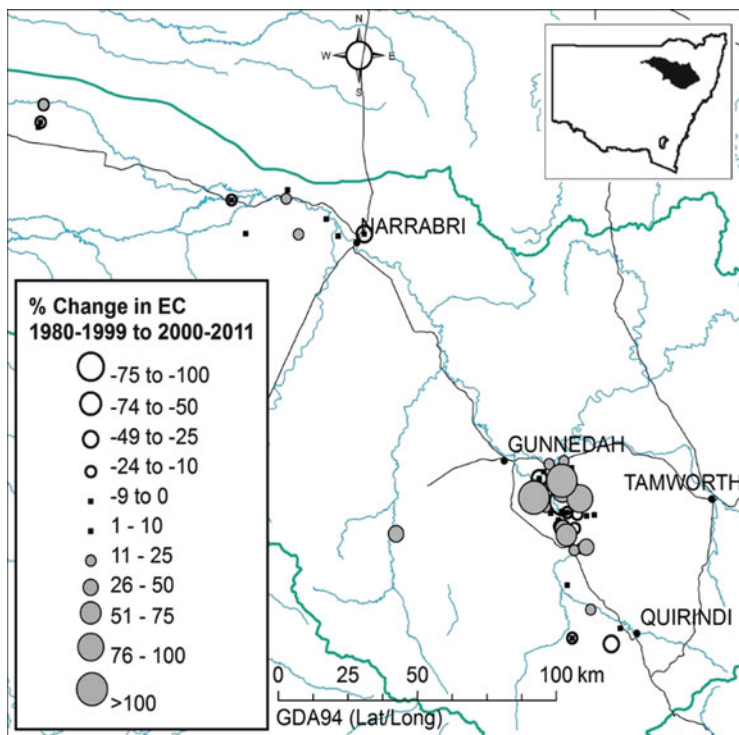 N
W E
S
NARRABRI
% Change in EC
1980-1999 to 2000-2011
-75 to -100
-74 to -50
-49 to -25
-24 to -10
-9 to 0
1 - 10
11 - 25
26 - 50
51 - 75
76 - 100
>100
GUNNEDAH
TAMWORTH
QUIRINDI
0 25 50 100 km
GDA94 (Lat/Long)